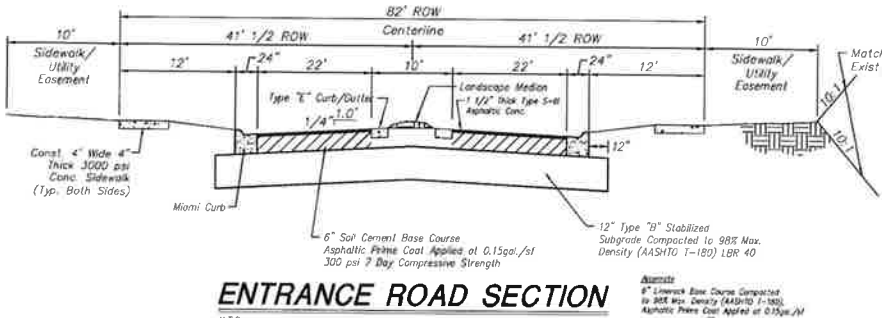 82' ROW
10" 41' 1/2 ROW Centerline 41' 1/2 ROW 10"
Sidewalk/
Utility
Easement
12' 24" 22' 10' 22' 24" 12'
Sidewalk/
Utility
Easement
Match
Exist
Type "E" Curb/Gutter
Landscape Median
1 1/2" Thick Type S-III
Asphaltic Conc.
1/4" 1.0'
10:1
10:1
12"
Const. 4" Wide 4"
Thick 3000 psi
Conc. Sidewalk
(Typ. Both Sides)
Miami Curb
6" Soil Cement Base Course
Asphaltic Prime Coat Applied at 0.15gal./sf
300 psi 7 Day Compressive Strength
12" Type "B" Stabilized
Subgrade Compacted to 98% Max.
Density (AASHTO T-180) LBR 40
ENTRANCE ROAD SECTION
Alternate
6" Limerock Base Course Compacted
to 98% Max. Density (AASHTO T-180),
Asphaltic Prime Coat Applied at 0.15gal./sf